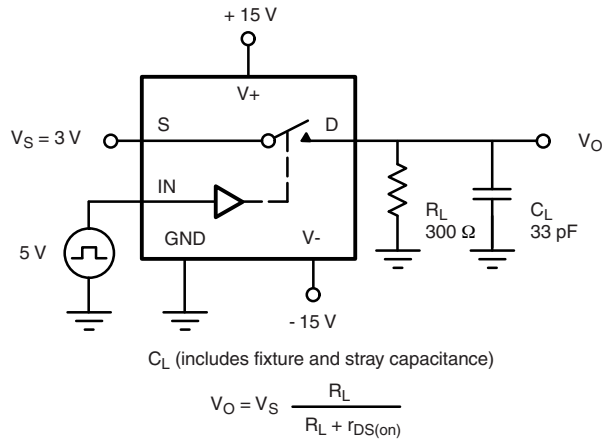 + 15 V
V+
S
D
V_S = 3 V
V_O
IN
R_L
300 Ω
C_L
33 pF
GND
V-
5 V
- 15 V
C_L (includes fixture and stray capacitance)
V_O = V_S R_L / (R_L + r_DS(on))